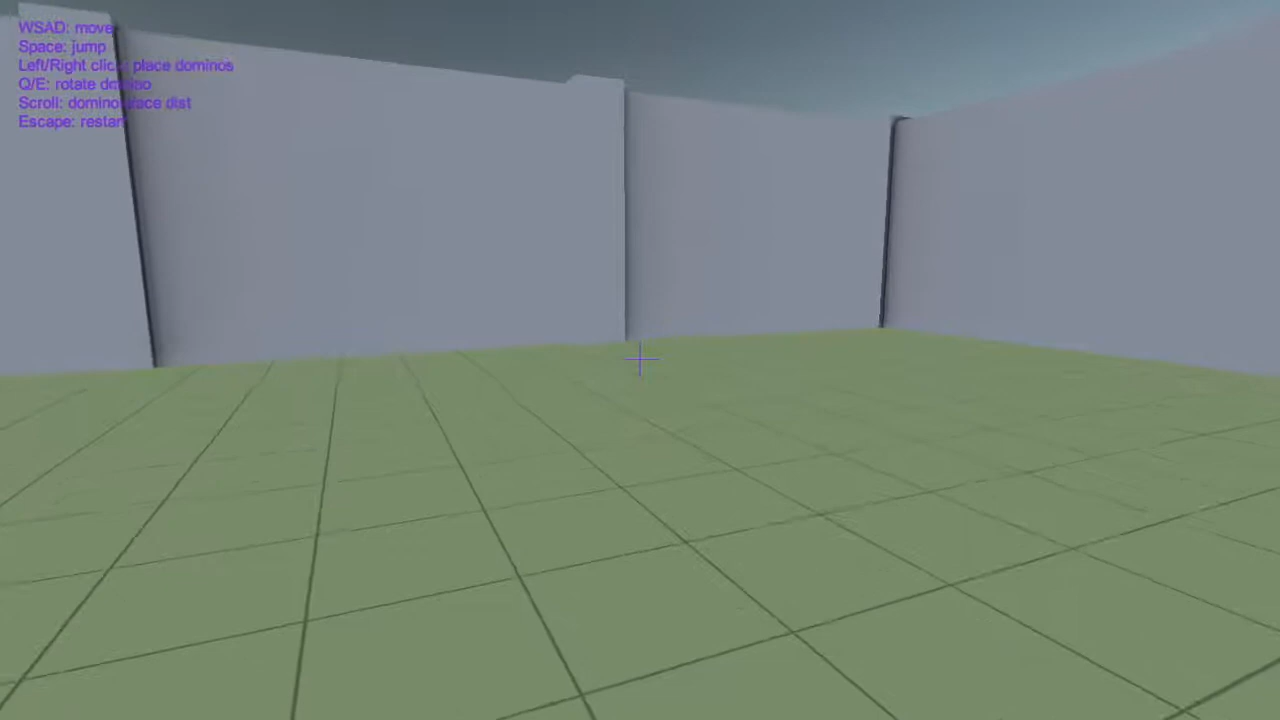 WSAD: move
Space: jump
Left/Right click: place dominos
Q/E: rotate domino
Scroll: domino place dist
Escape: restart